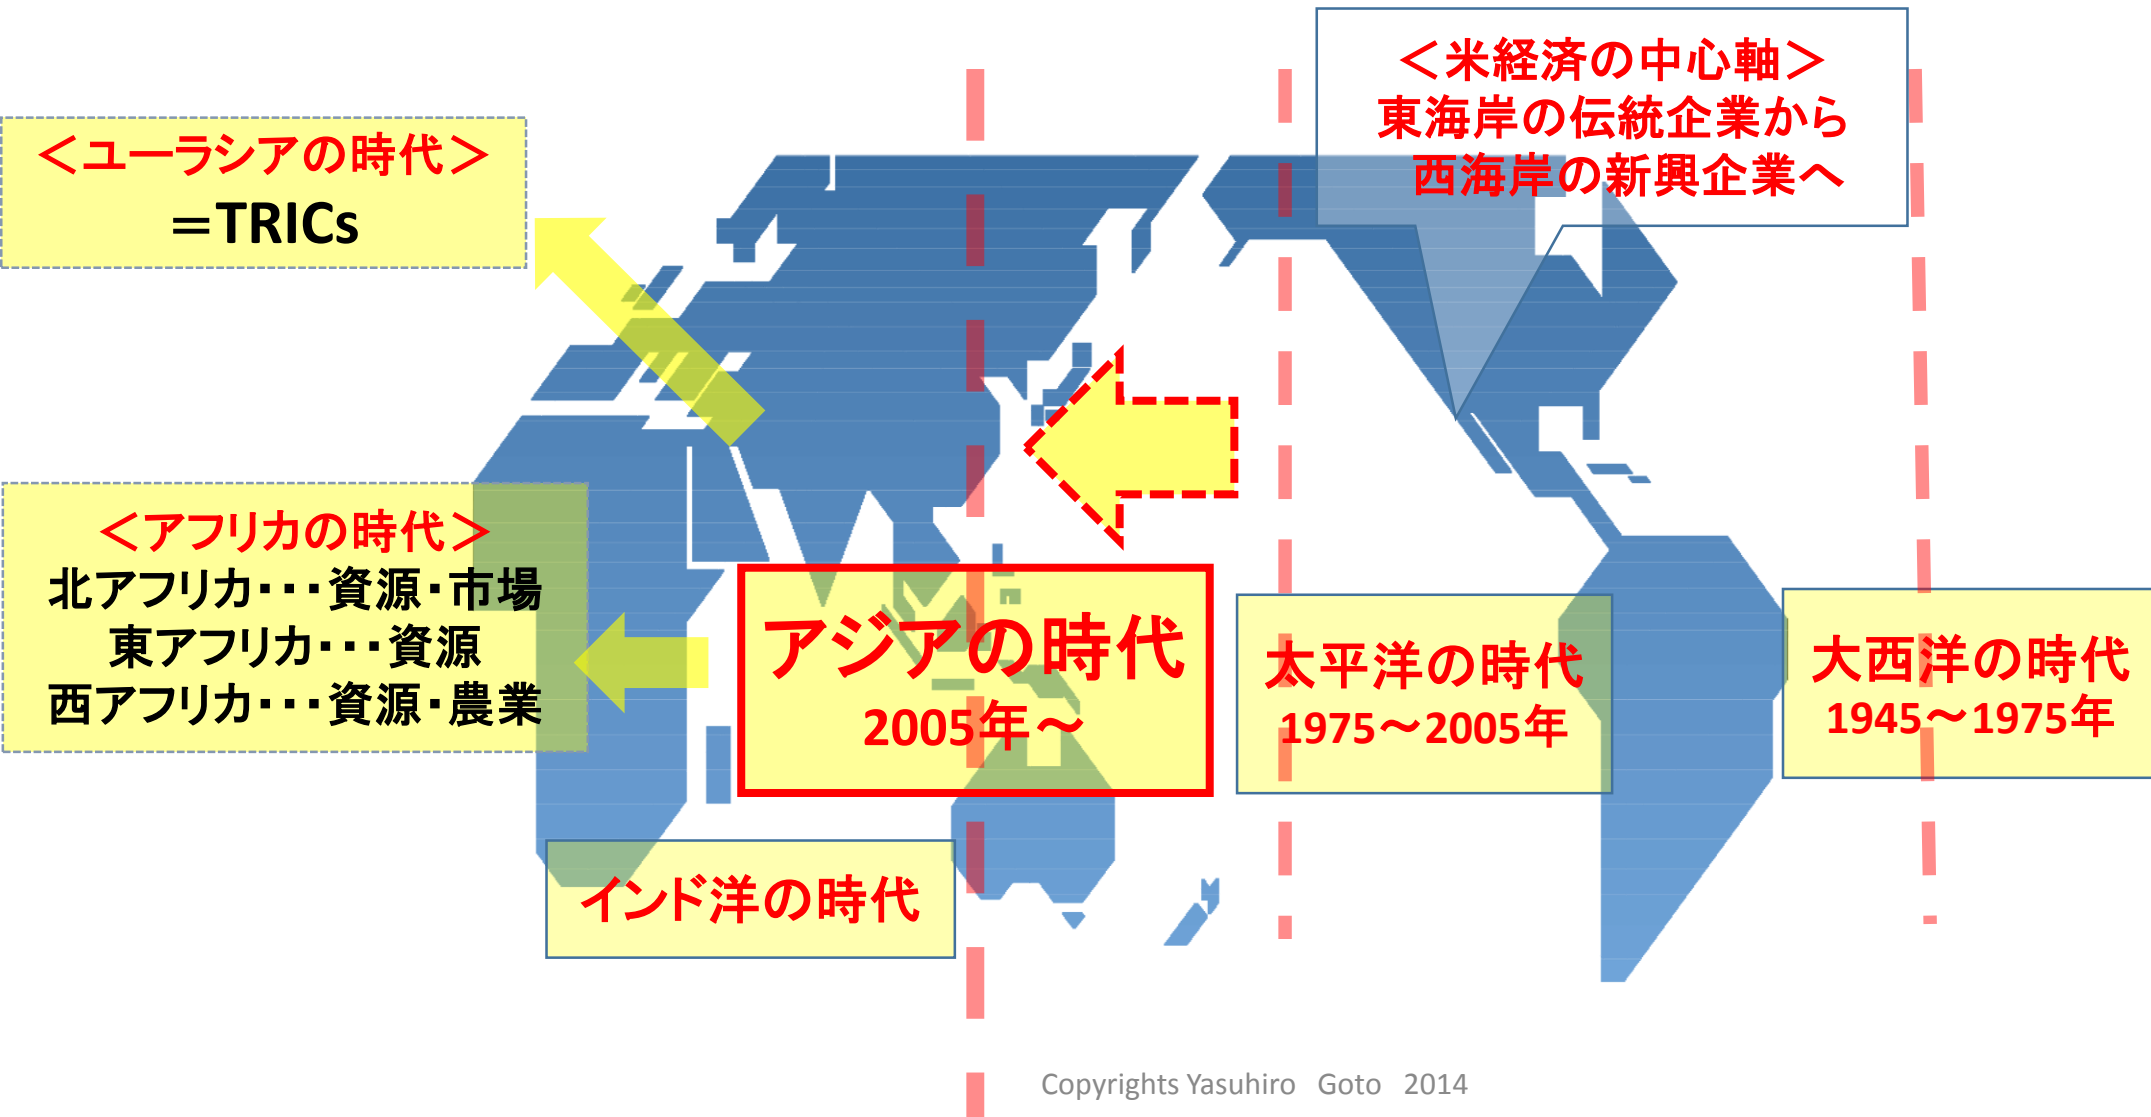 ＜米経済の中心軸＞
東海岸の伝統企業から
西海岸の新興企業へ
＜ユーラシアの時代＞
＝TRICs
＜アフリカの時代＞
北アフリカ・・・資源・市場
東アフリカ・・・資源
西アフリカ・・・資源・農業
アジアの時代
2005年～
太平洋の時代
1975～2005年
大西洋の時代
1945～1975年
インド洋の時代
Copyrights Yasuhiro Goto 2014